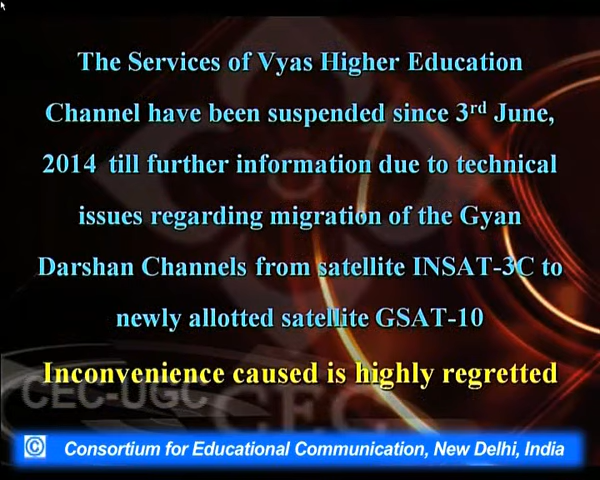 The Services of Vyas Higher Education
Channel have been suspended since 3rd June,
2014 till further information due to technical
issues regarding migration of the Gyan
Darshan Channels from satellite INSAT-3C to
newly allotted satellite GSAT-10
Inconvenience caused is highly regretted
CEC-UGC
CEC
© Consortium for Educational Communication, New Delhi, India